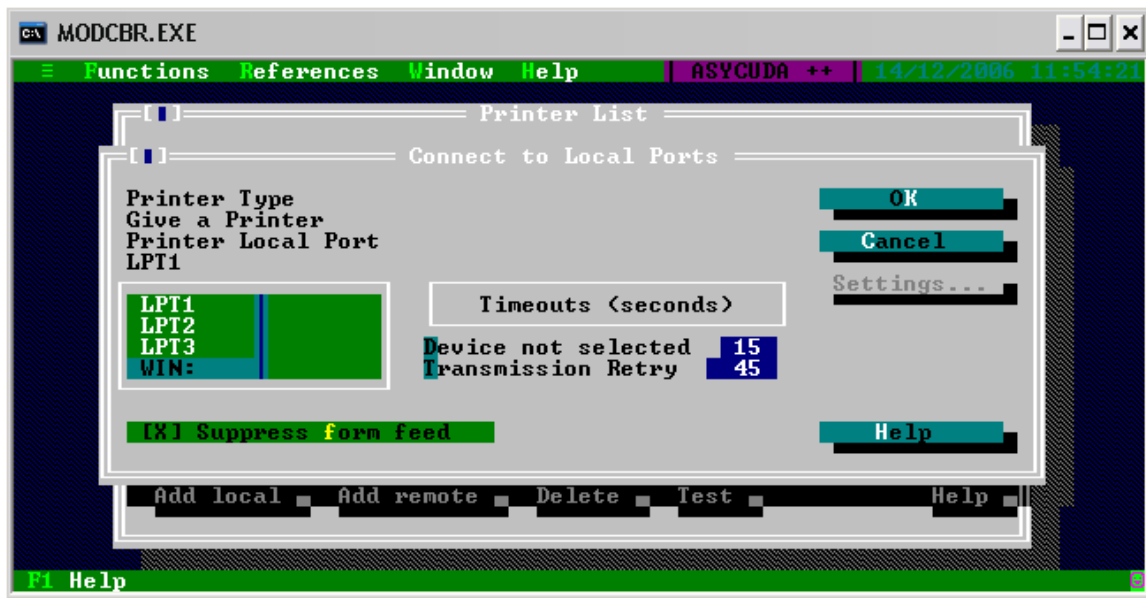 MODCBR.EXE
≡ Functions References Window Help ASYCUDA ++ 14/12/2006 11:54:21
Printer List
Connect to Local Ports
Printer Type
Give a Printer
Printer Local Port
LPT1
OK
Cancel
Settings...
LPT1
LPT2
LPT3
WIN:
Timeouts (seconds)
Device not selected 15
Transmission Retry 45
[X] Suppress form feed
Help
Add local Add remote Delete Test Help
F1 Help